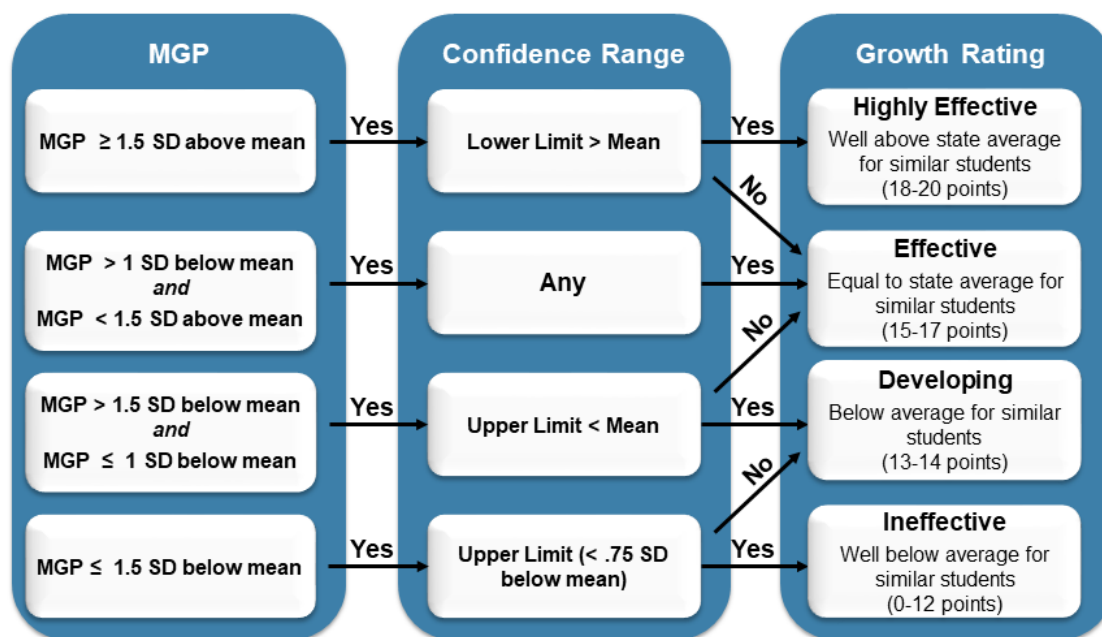 MGP
Confidence Range
Growth Rating
MGP ≥ 1.5 SD above mean
Yes
Lower Limit > Mean
Yes
Highly Effective
Well above state average
for similar students
(18-20 points)
No
MGP > 1 SD below mean
and
MGP < 1.5 SD above mean
Yes
Any
Yes
Effective
Equal to state average for
similar students
(15-17 points)
No
MGP > 1.5 SD below mean
and
MGP ≤ 1 SD below mean
Yes
Upper Limit < Mean
Yes
Developing
Below average for similar
students
(13-14 points)
No
MGP ≤ 1.5 SD below mean
Yes
Upper Limit (< .75 SD
below mean)
Yes
Ineffective
Well below average for
similar students
(0-12 points)